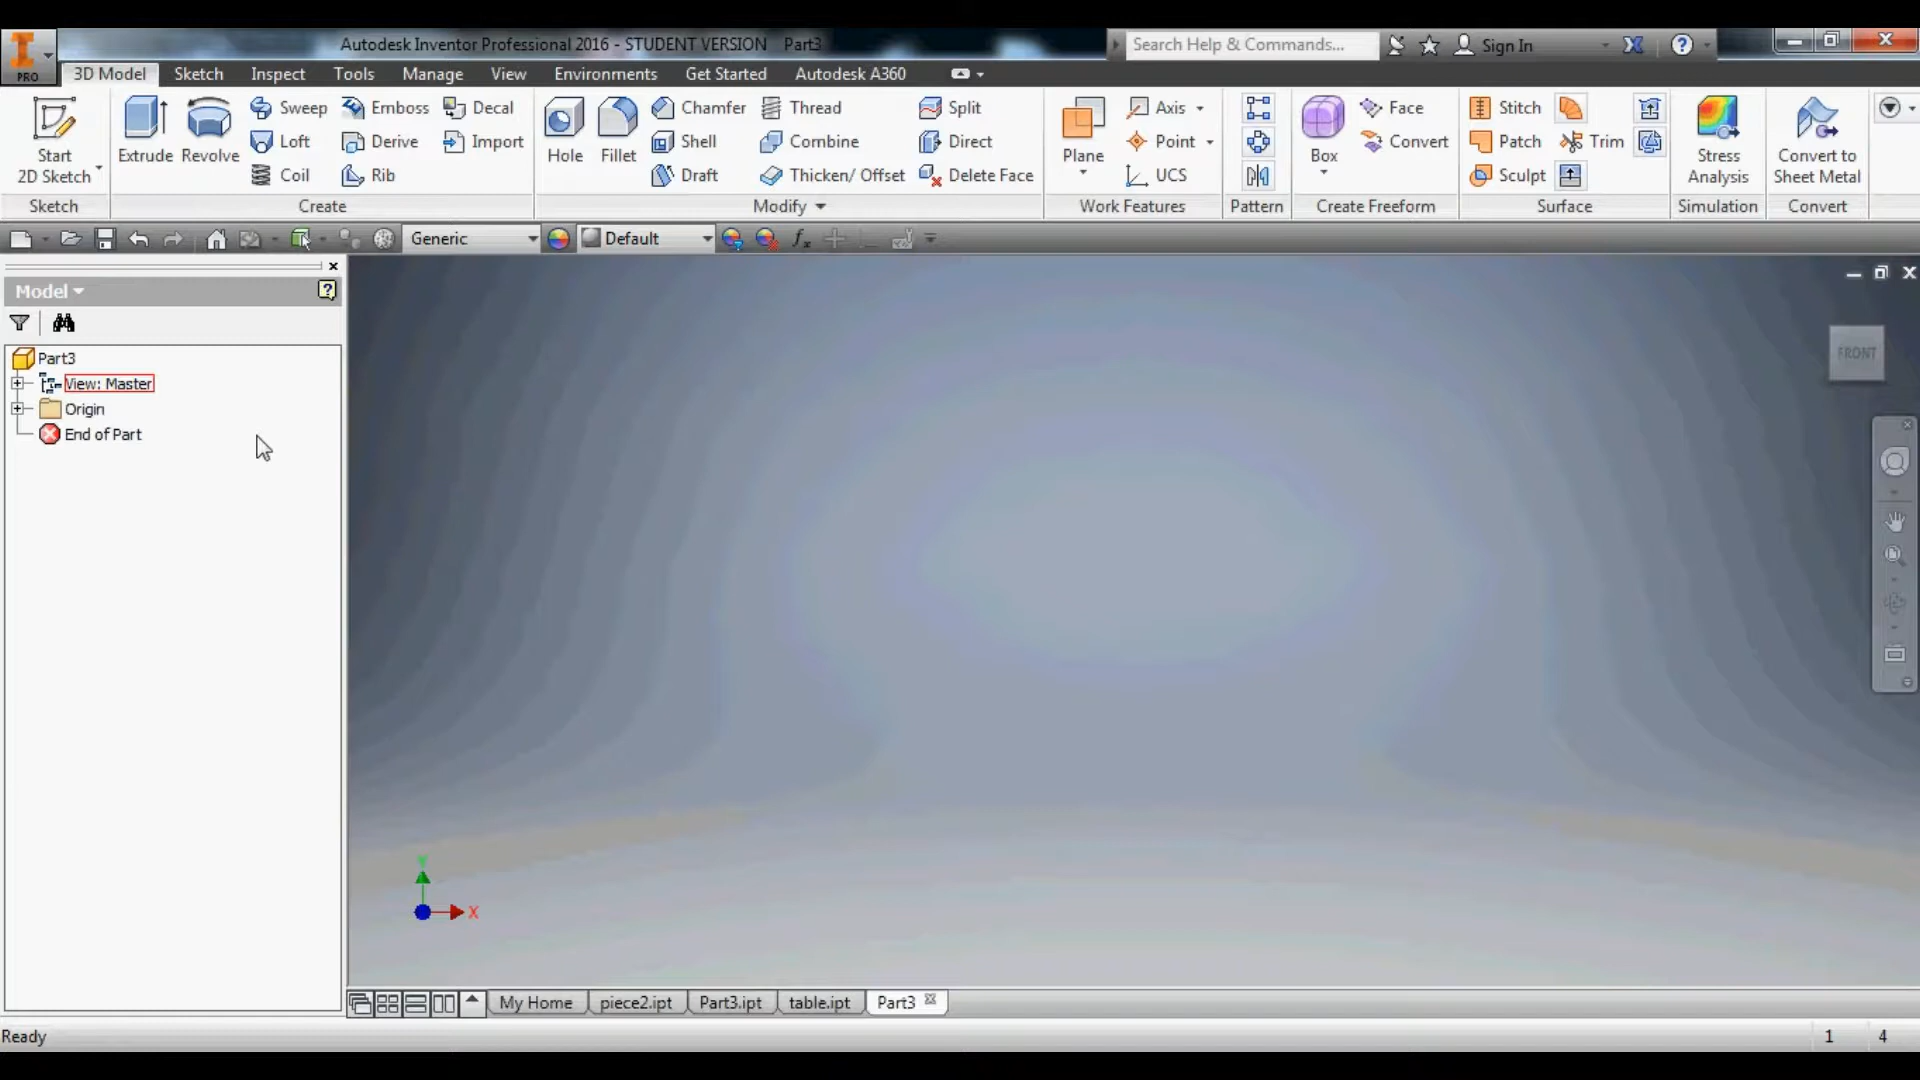 Autodesk Inventor Professional 2016 - STUDENT VERSION Part3
Search Help & Commands...
Sign In
PRO
3D Model Sketch Inspect Tools Manage View Environments Get Started Autodesk A360
Start
2D Sketch
Extrude
Revolve
Sweep
Loft
Coil
Emboss
Derive
Rib
Decal
Import
Hole
Fillet
Chamfer
Shell
Draft
Thread
Combine
Thicken/ Offset
Split
Direct
Delete Face
Plane
Axis
Point
UCS
Box
Face
Convert
Stitch
Patch
Sculpt
Trim
Stress
Analysis
Convert to
Sheet Metal
Sketch Create Modify Work Features Pattern Create Freeform Surface Simulation Convert
Generic Default fx
Model
Part3
View: Master
Origin
End of Part
FRONT
Y
X
My Home piece2.ipt Part3.ipt table.ipt Part3
Ready 1 4